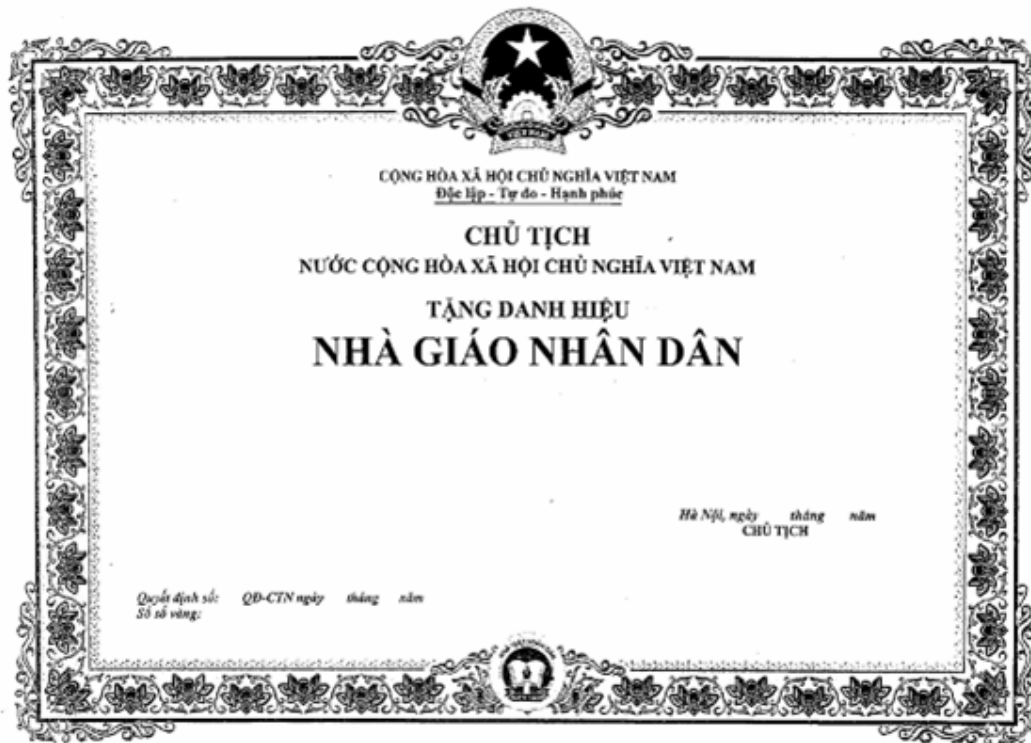 VIỆT NAM
CỘNG HÒA XÃ HỘI CHỦ NGHĨA VIỆT NAM
Độc lập - Tự do - Hạnh phúc
CHỦ TỊCH
NƯỚC CỘNG HÒA XÃ HỘI CHỦ NGHĨA VIỆT NAM
TẶNG DANH HIỆU
NHÀ GIÁO NHÂN DÂN
Hà Nội, ngày tháng năm
CHỦ TỊCH
Quyết định số: QĐ-CTN ngày tháng năm
Số sổ vàng: